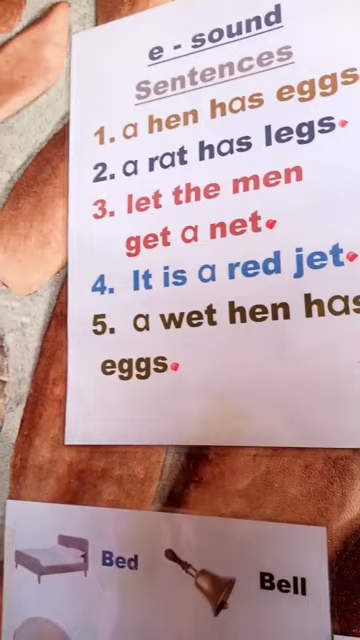 e - sound
Sentences
1. a hen has eggs
2. a rat has legs.
3. let the men
get a net.
4. It is a red jet.
5. a wet hen has
eggs.
Bed
Bell